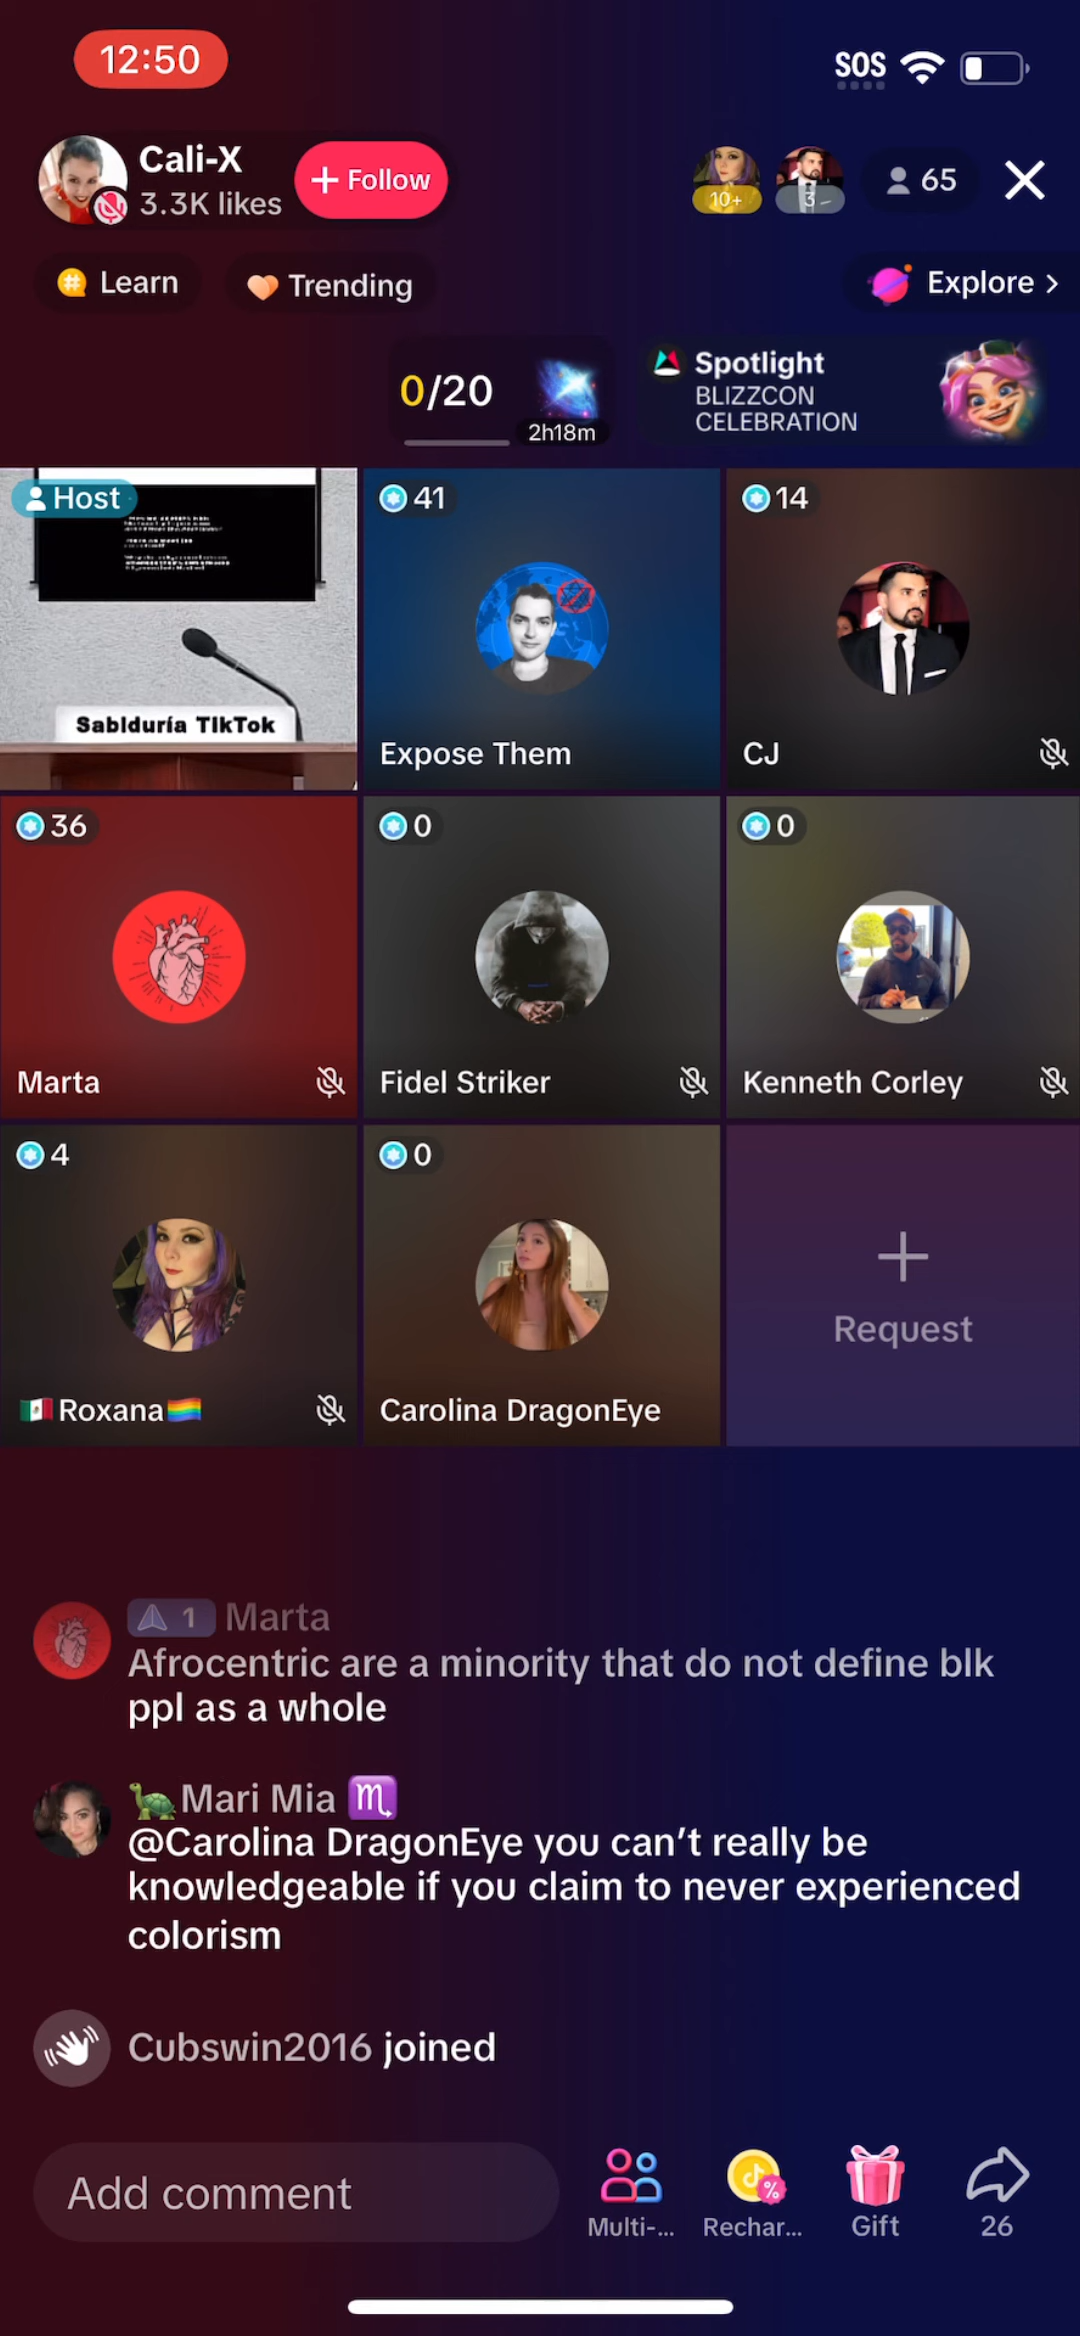 12:50
SOS
Cali-X
3.3K likes
+ Follow
10+
3
65
Learn
Trending
Explore >
0/20
2h18m
Spotlight
BLIZZCON
CELEBRATION
Host
Sabiduría TikTok
41
Expose Them
14
CJ
36
Marta
0
Fidel Striker
0
Kenneth Corley
4
🇲🇽Roxana🏳️‍🌈
0
Carolina DragonEye
Request
1 Marta
Afrocentric are a minority that do not define blk
ppl as a whole
🐢Mari Mia ♏
@Carolina DragonEye you can’t really be
knowledgeable if you claim to never experienced
colorism
Cubswin2016 joined
Add comment
Multi-...
Rechar...
Gift
26